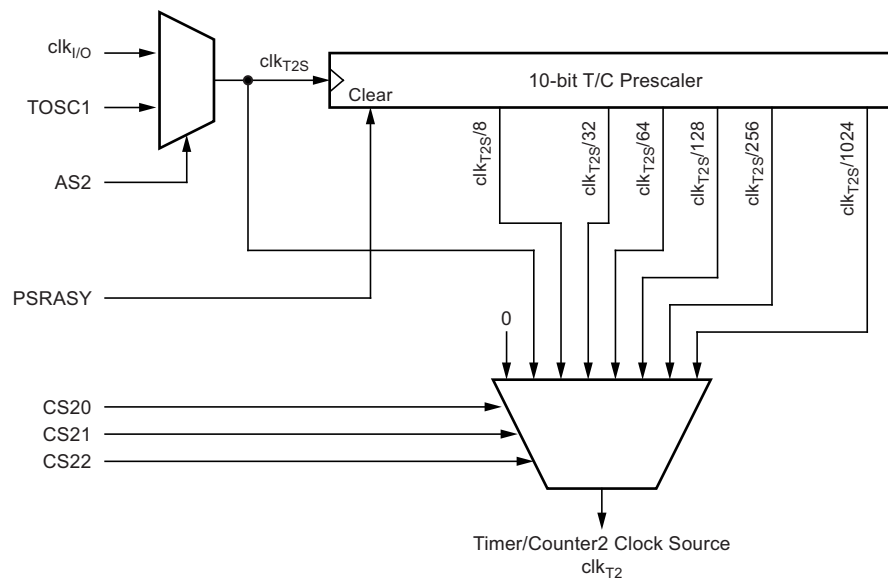 clkI/O
clkT2S
10-bit T/C Prescaler
TOSC1
Clear
clkT2S/8
clkT2S/32
clkT2S/64
clkT2S/128
clkT2S/256
clkT2S/1024
AS2
PSRASY
0
CS20
CS21
CS22
Timer/Counter2 Clock Source
clkT2